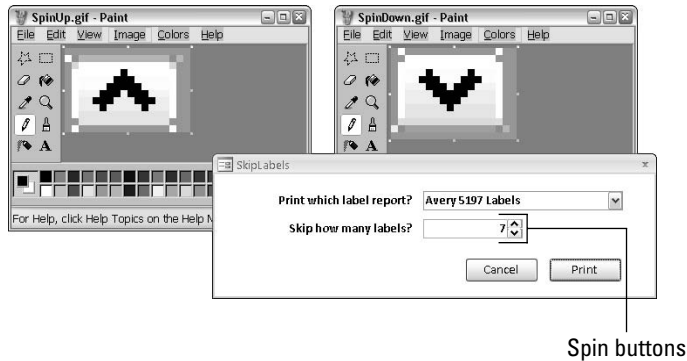 SpinUp.gif - Paint
File Edit View Image Colors Help
A
For Help, click Help Topics on the Help M
SpinDown.gif - Paint
File Edit View Image Colors Help
A
SkipLabels
Print which label report? Avery 5197 Labels
Skip how many labels? 7
Cancel Print
Spin buttons